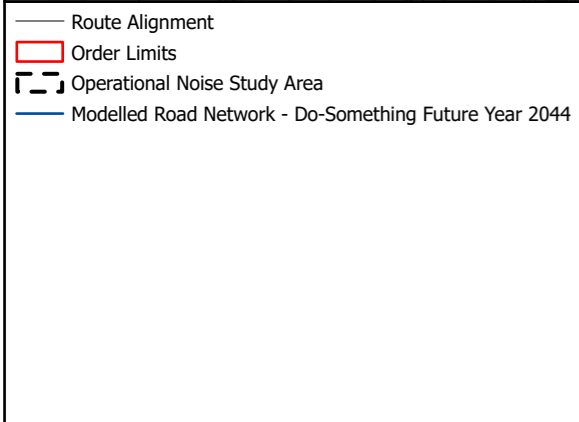 Route Alignment
Order Limits
Operational Noise Study Area
Modelled Road Network - Do-Something Future Year 2044